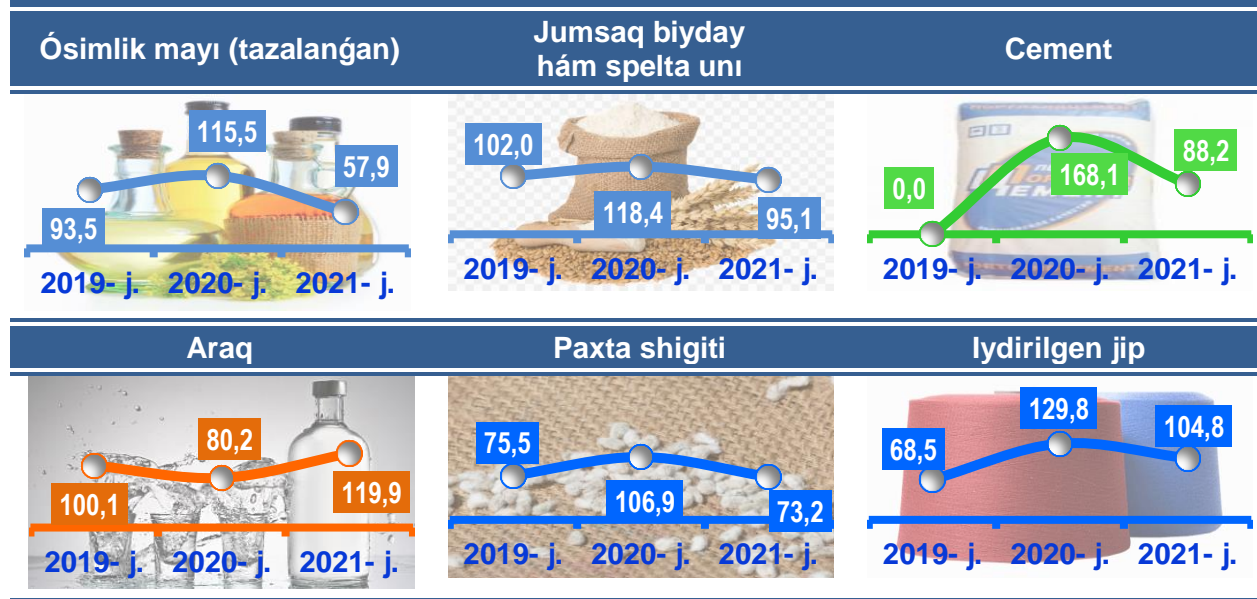 Ósimlik mayı (tazalanǵan)
Jumsaq biyday
hám spelta unı
Cement
93,5
115,5
57,9
2019- j. 2020- j. 2021- j.
102,0
118,4
95,1
2019- j. 2020- j. 2021- j.
0,0
168,1
88,2
2019- j. 2020- j. 2021- j.
Araq
Paxta shigiti
Iydirilgen jip
100,1
80,2
119,9
2019- j. 2020- j. 2021- j.
75,5
106,9
73,2
2019- j. 2020- j. 2021- j.
68,5
129,8
104,8
2019- j. 2020- j. 2021- j.